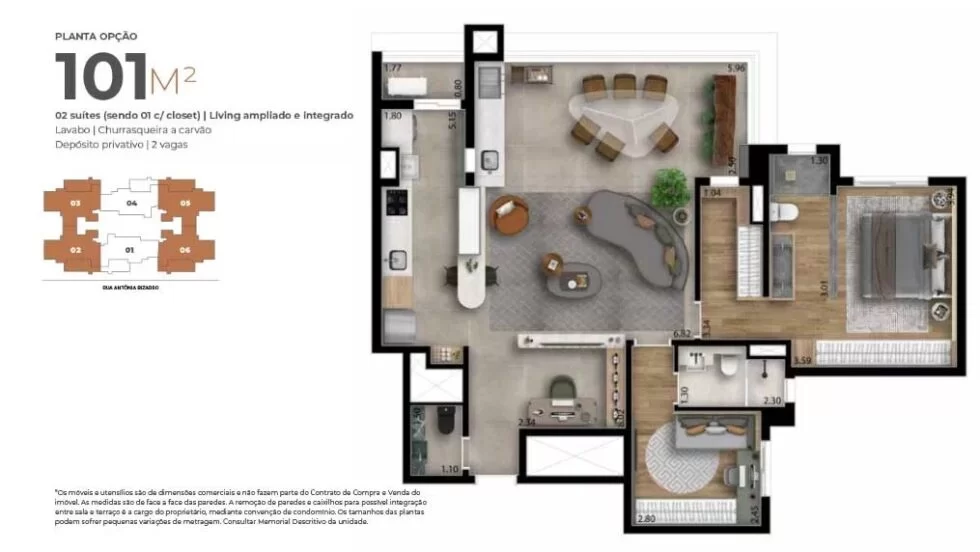 PLANTA OPÇÃO
101M²
02 suítes (sendo 01 c/ closet) | Living ampliado e integrado
Lavabo | Churrasqueira a carvão
Depósito privativo | 2 vagas
03
04
05
02
01
06
RUA ANTÔNIA BIZARRO
1.77
0.80
5.96
1.80
5.15
2.50
1.30
1.04
3.01
6.82
3.34
3.59
1.30
2.30
2.34
1.50
1.10
2.80
2.45
*Os móveis e utensílios são de dimensões comerciais e não fazem parte do Contrato de Compra e Venda do
imóvel. As medidas são de face a face das paredes. A remoção de paredes e caixilhos para possível integração
entre sala e terraço é a cargo do proprietário, mediante convenção de condomínio. Os tamanhos das plantas
podem sofrer pequenas variações de metragem. Consultar Memorial Descritivo da unidade.